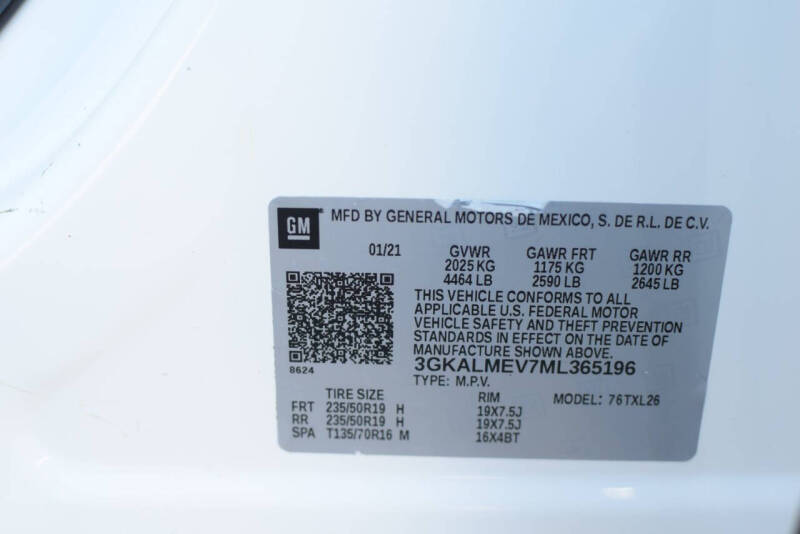 GM MFD BY GENERAL MOTORS DE MEXICO, S. DE R.L. DE C.V.
01/21 GVWR GAWR FRT GAWR RR
2025 KG 1175 KG 1200 KG
4464 LB 2590 LB 2645 LB
THIS VEHICLE CONFORMS TO ALL
APPLICABLE U.S. FEDERAL MOTOR
VEHICLE SAFETY AND THEFT PREVENTION
STANDARDS IN EFFECT ON THE DATE OF
MANUFACTURE SHOWN ABOVE.
8624 3GKALMEV7ML365196
TYPE: M.P.V.
TIRE SIZE RIM MODEL: 76TXL26
FRT 235/50R19 H 19X7.5J
RR 235/50R19 H 19X7.5J
SPA T135/70R16 M 16X4BT